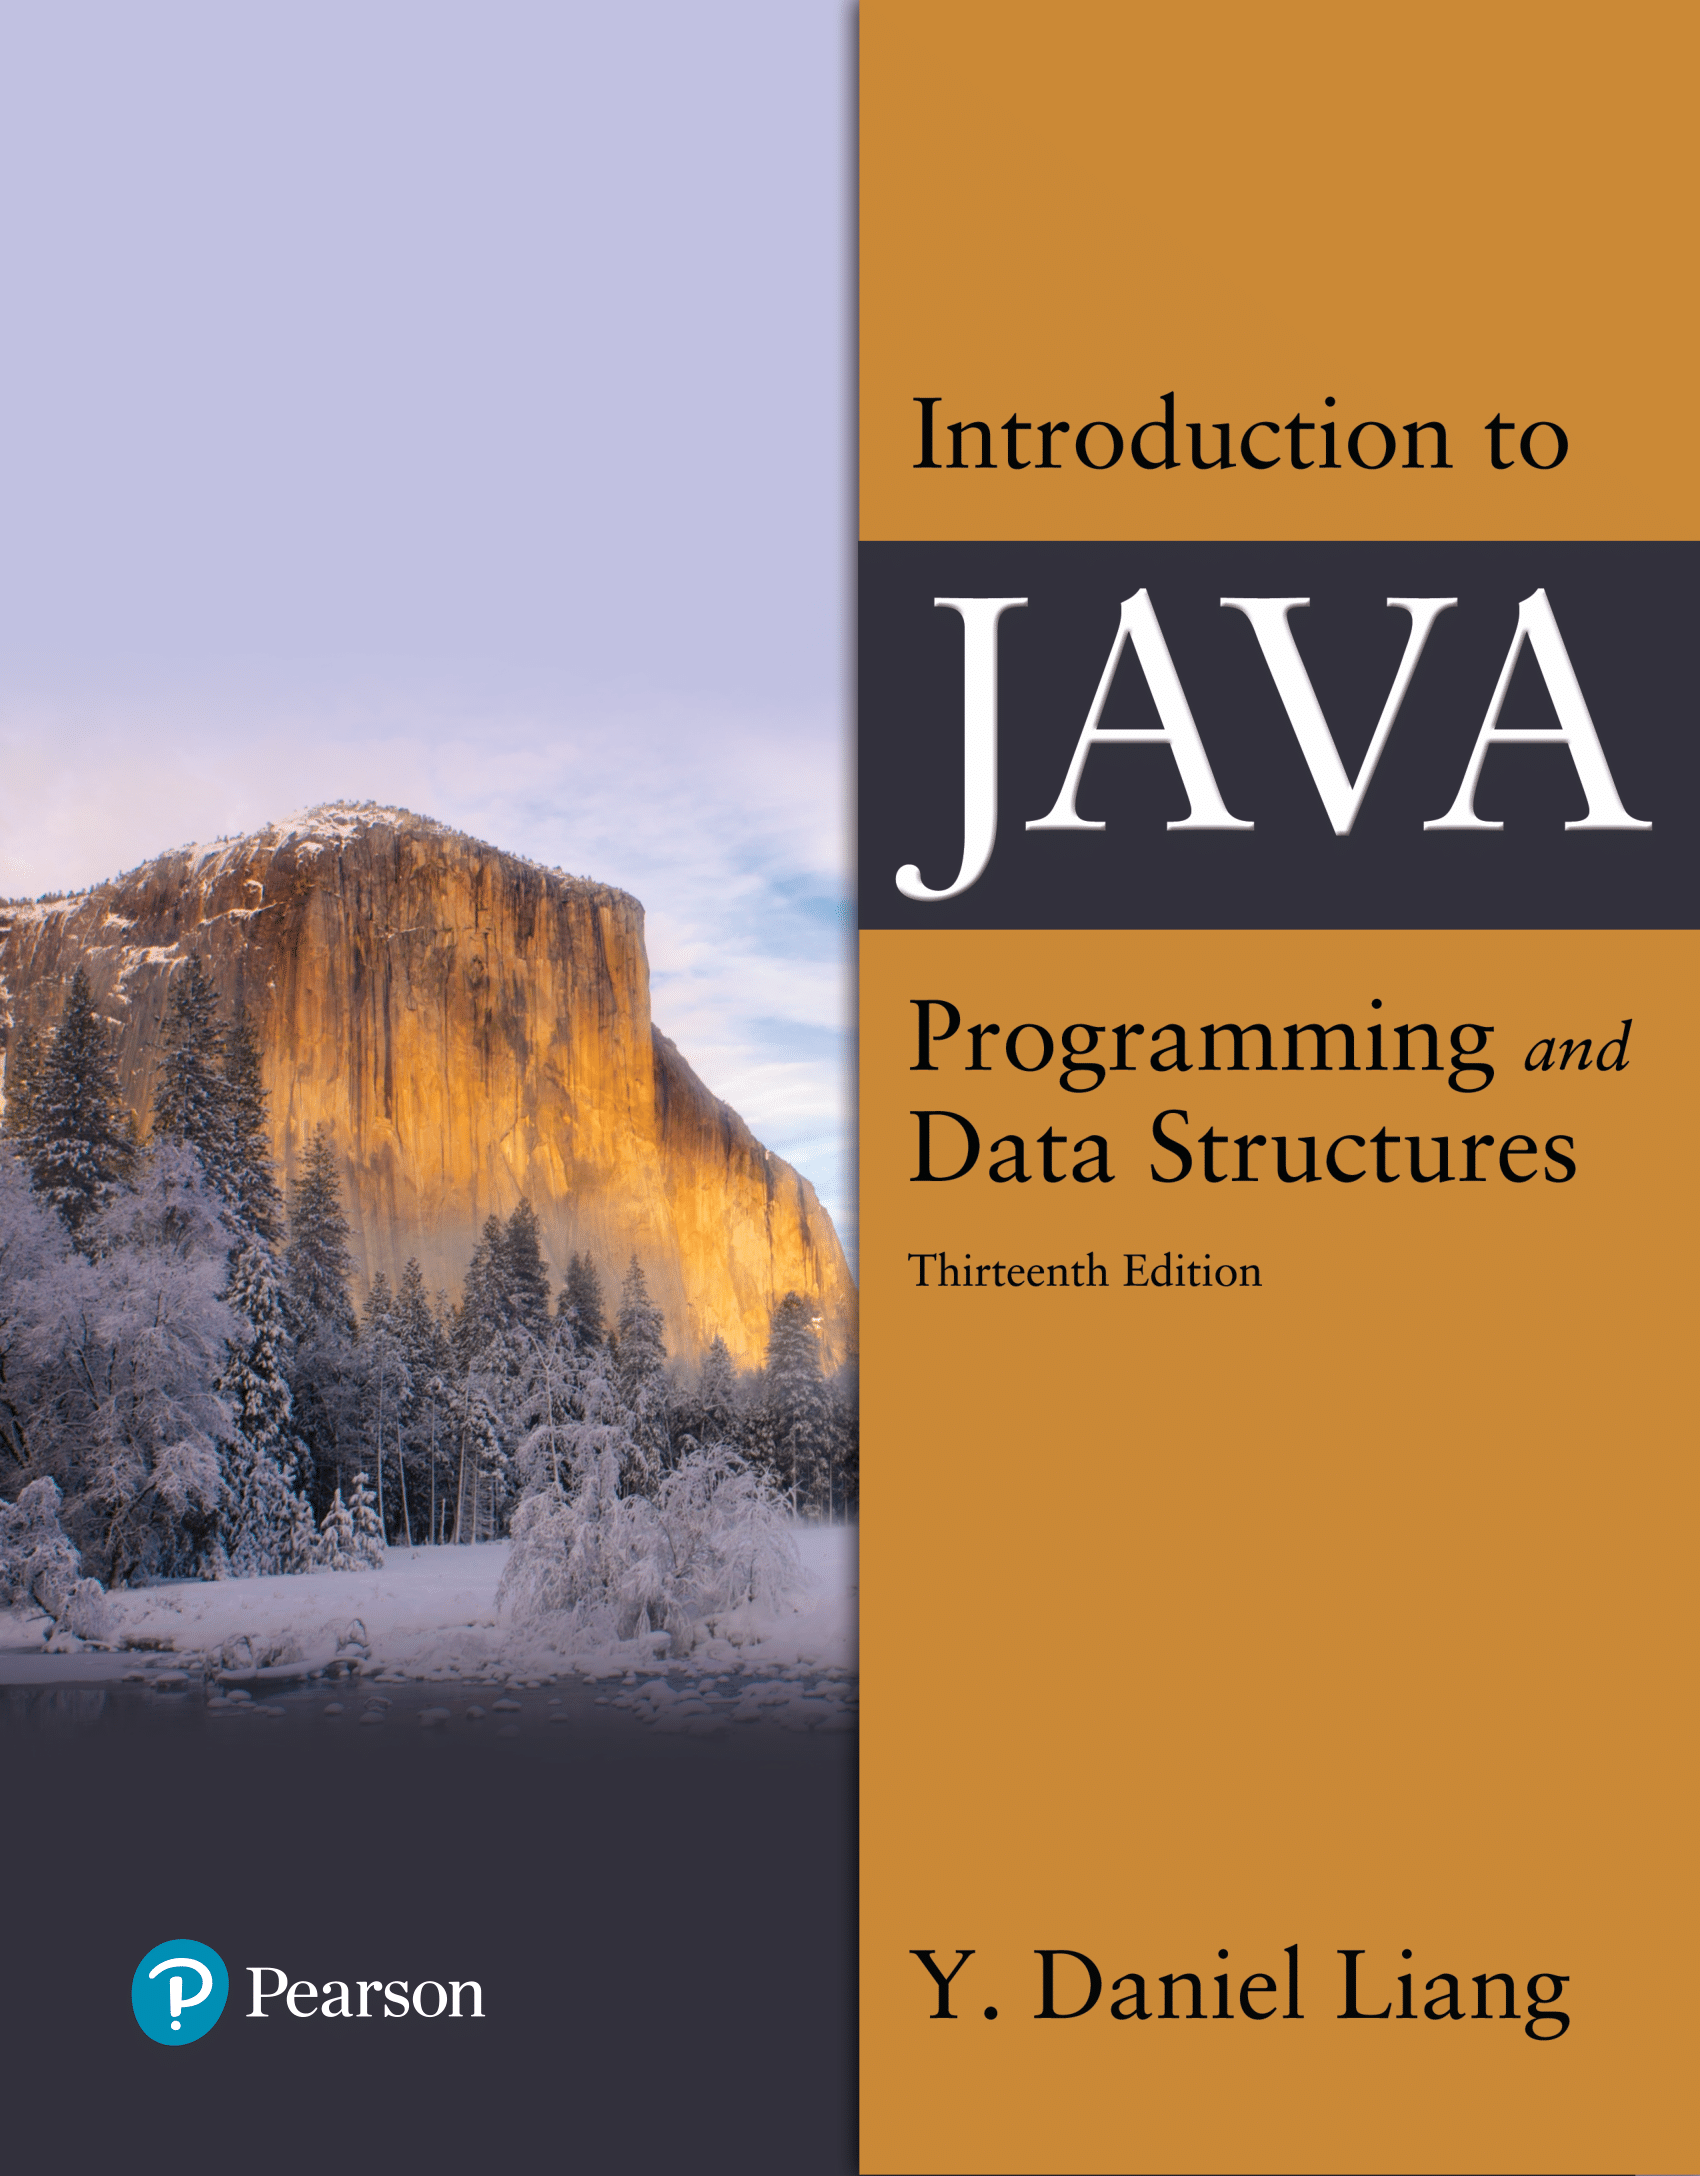 Introduction to
JAVA
Programming and
Data Structures
Thirteenth Edition
Y. Daniel Liang
Pearson